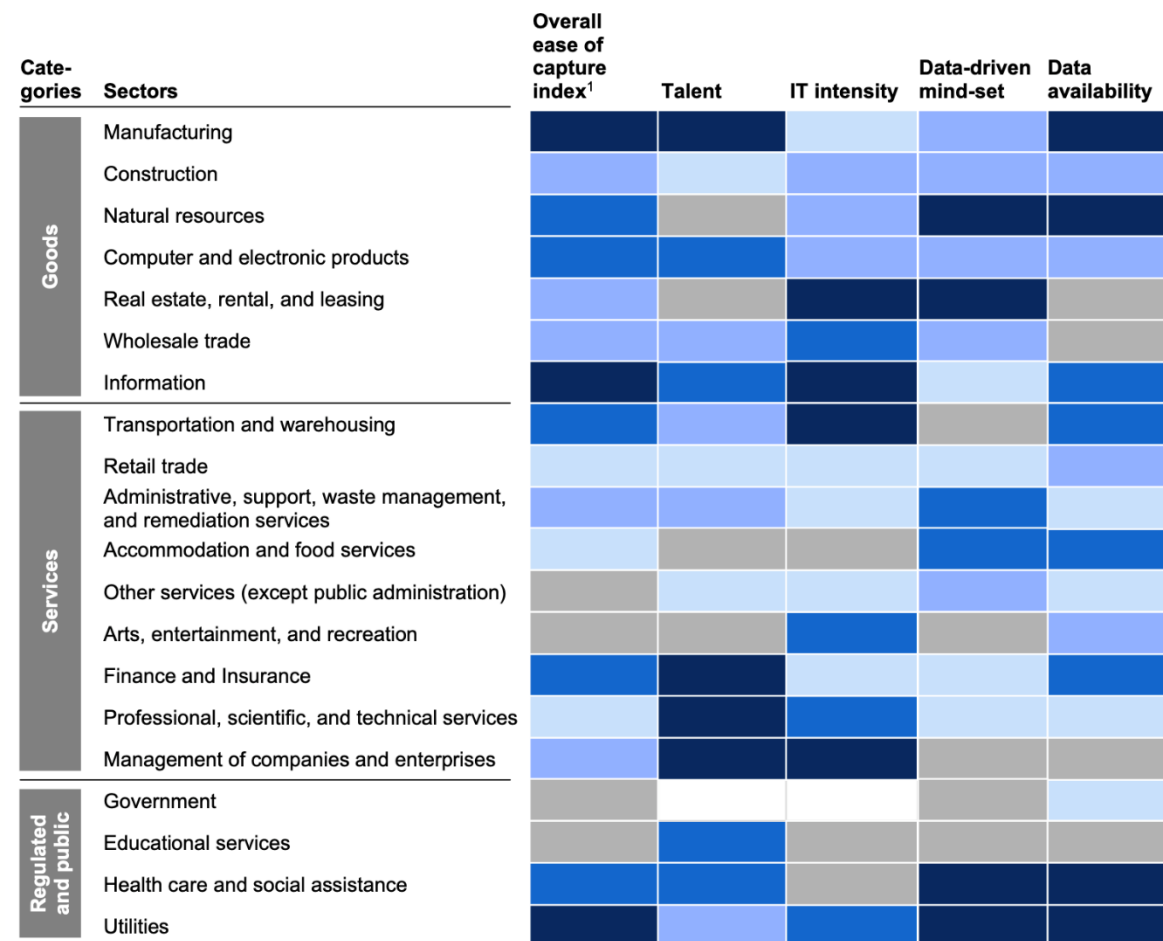 Overall
ease of
capture
index¹
Cate-
gories
Sectors
Talent
IT intensity
Data-driven
mind-set
Data
availability
Goods
Manufacturing
Construction
Natural resources
Computer and electronic products
Real estate, rental, and leasing
Wholesale trade
Information
Services
Transportation and warehousing
Retail trade
Administrative, support, waste management,
and remediation services
Accommodation and food services
Other services (except public administration)
Arts, entertainment, and recreation
Finance and Insurance
Professional, scientific, and technical services
Management of companies and enterprises
Regulated
and public
Government
Educational services
Health care and social assistance
Utilities